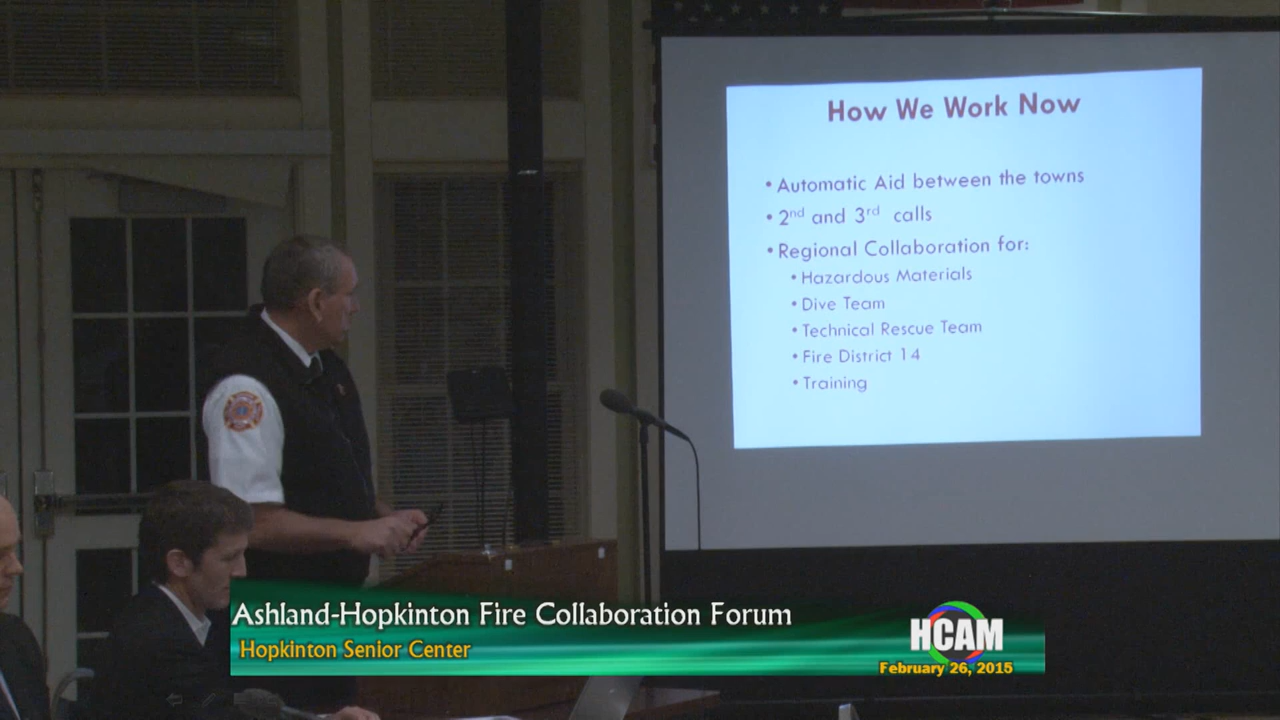 How We Work Now
• Automatic Aid between the towns
• 2nd and 3rd calls
• Regional Collaboration for:
• Hazardous Materials
• Dive Team
• Technical Rescue Team
• Fire District 14
• Training
Ashland-Hopkinton Fire Collaboration Forum
Hopkinton Senior Center
HCAM
February 26, 2015